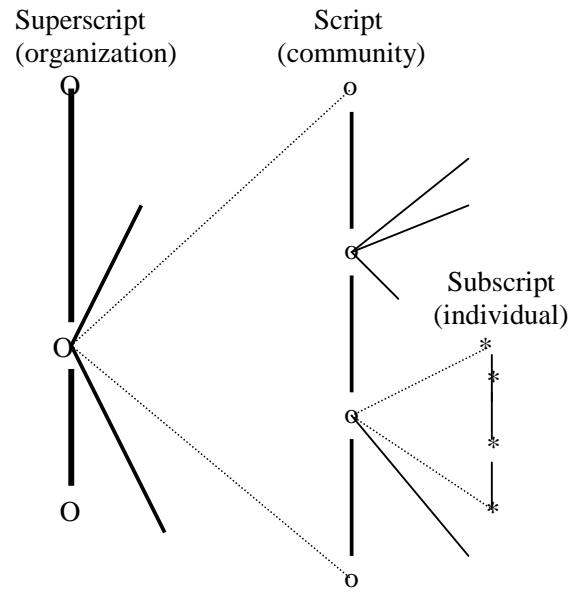 Superscript
(organization)
Script
(community)
O
o
o
Subscript
(individual)
O
*
*
o
*
O
*
o